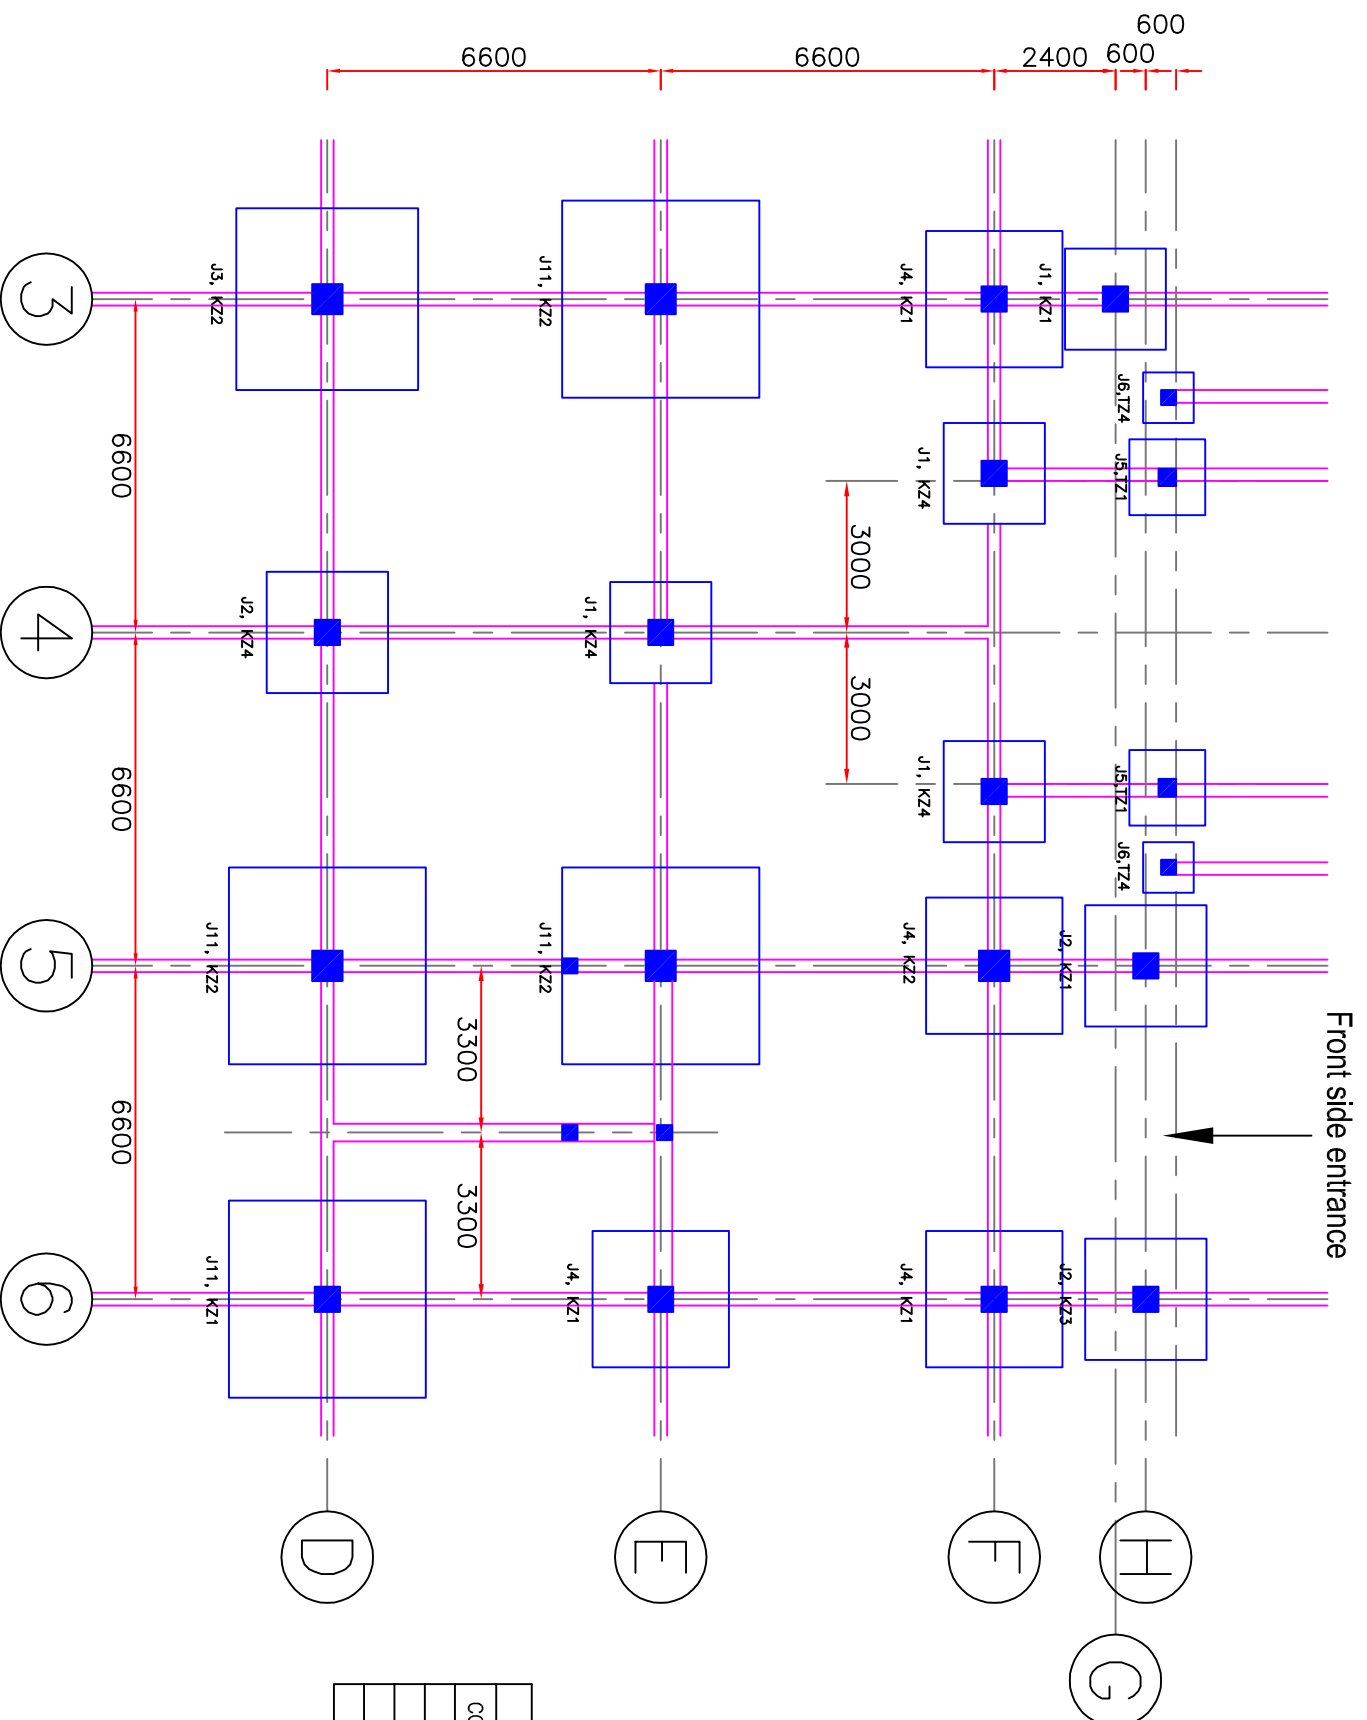 600
6600
6600
2400
600
J3, KZ2
J11, KZ2
J4, KZ1
J1, KZ1
3
J6,TZ4
6600
J1, KZ4
J5,TZ1
3000
J2, KZ4
J1, KZ4
4
3000
6600
J1, KZ4
J5,TZ1
J6,TZ4
J11, KZ2
J11, KZ2
J4, KZ2
J2, KZ1
5
3300
Front side entrance
6600
3300
J11, KZ1
J4, KZ1
J4, KZ1
J2, KZ3
6
D
E
F
H
G